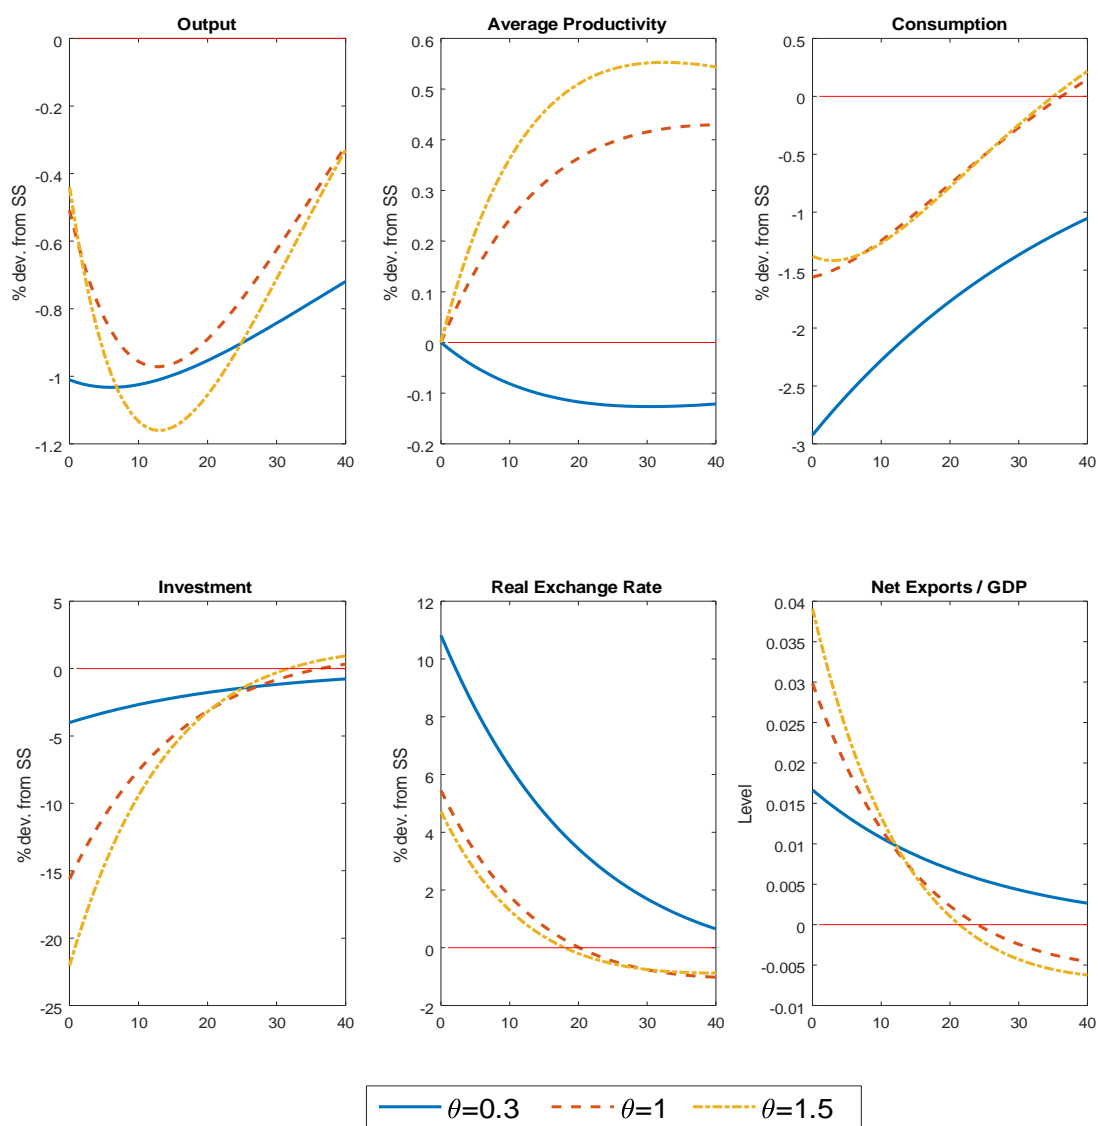 Output
Average Productivity
Consumption
% dev. from SS
0
-0.2
-0.4
-0.6
-0.8
-1
-1.2
0 10 20 30 40
% dev. from SS
0.6
0.5
0.4
0.3
0.2
0.1
0
-0.1
-0.2
0 10 20 30 40
% dev. from SS
0.5
0
-0.5
-1
-1.5
-2
-2.5
-3
0 10 20 30 40
Investment
Real Exchange Rate
Net Exports / GDP
% dev. from SS
5
0
-5
-10
-15
-20
-25
0 10 20 30 40
% dev. from SS
12
10
8
6
4
2
0
-2
0 10 20 30 40
Level
0.04
0.035
0.03
0.025
0.02
0.015
0.01
0.005
0
-0.005
-0.01
0 10 20 30 40
θ=0.3 θ=1 θ=1.5